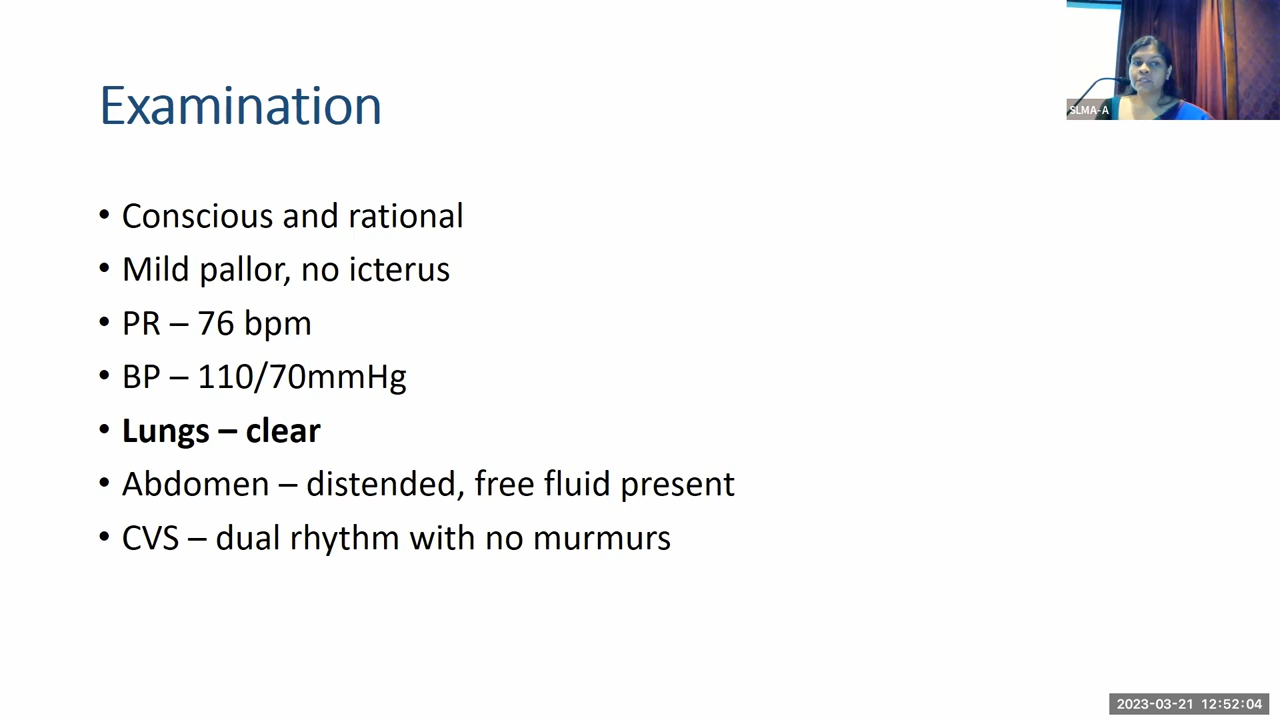 SLMA-A
Examination
• Conscious and rational
• Mild pallor, no icterus
• PR – 76 bpm
• BP – 110/70mmHg
• Lungs – clear
• Abdomen – distended, free fluid present
• CVS – dual rhythm with no murmurs
2023-03-21 12:52:04